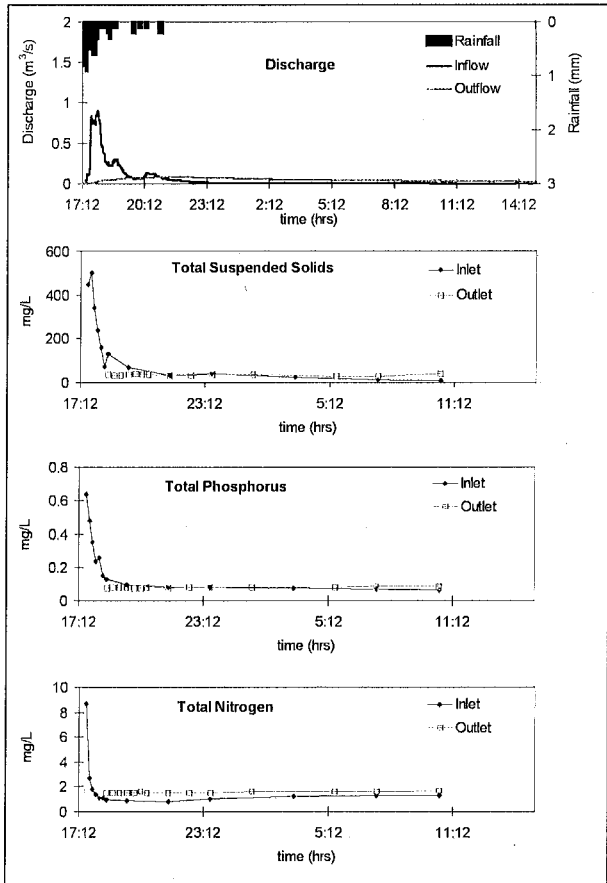 Discharge
Discharge (m³/s)
2
1.5
1
0.5
0
Rainfall
Inflow
Outflow
0
1
2
3
Rainfall (mm)
17:12 20:12 23:12 2:12 5:12 8:12 11:12 14:12
time (hrs)
Total Suspended Solids
mg/L
600
400
200
0
Inlet
Outlet
17:12 23:12 5:12 11:12
time (hrs)
Total Phosphorus
mg/L
0.8
0.6
0.4
0.2
0
Inlet
Outlet
17:12 23:12 5:12 11:12
time (hrs)
Total Nitrogen
mg/L
10
8
6
4
2
0
Inlet
Outlet
17:12 23:12 5:12 11:12
time (hrs)